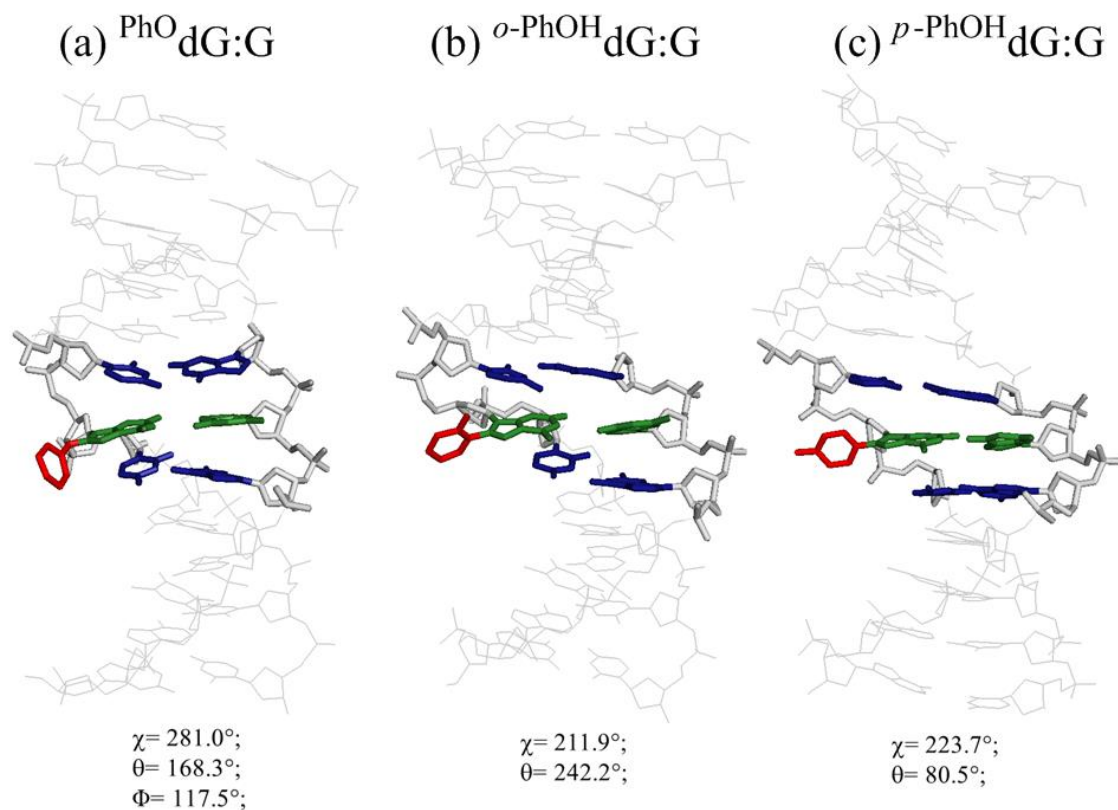 (a) PhOdG:G
(b) o-PhOHdG:G
(c) p-PhOHdG:G
χ= 281.0°;
θ= 168.3°;
Φ= 117.5°;
χ= 211.9°;
θ= 242.2°;
χ= 223.7°;
θ= 80.5°;